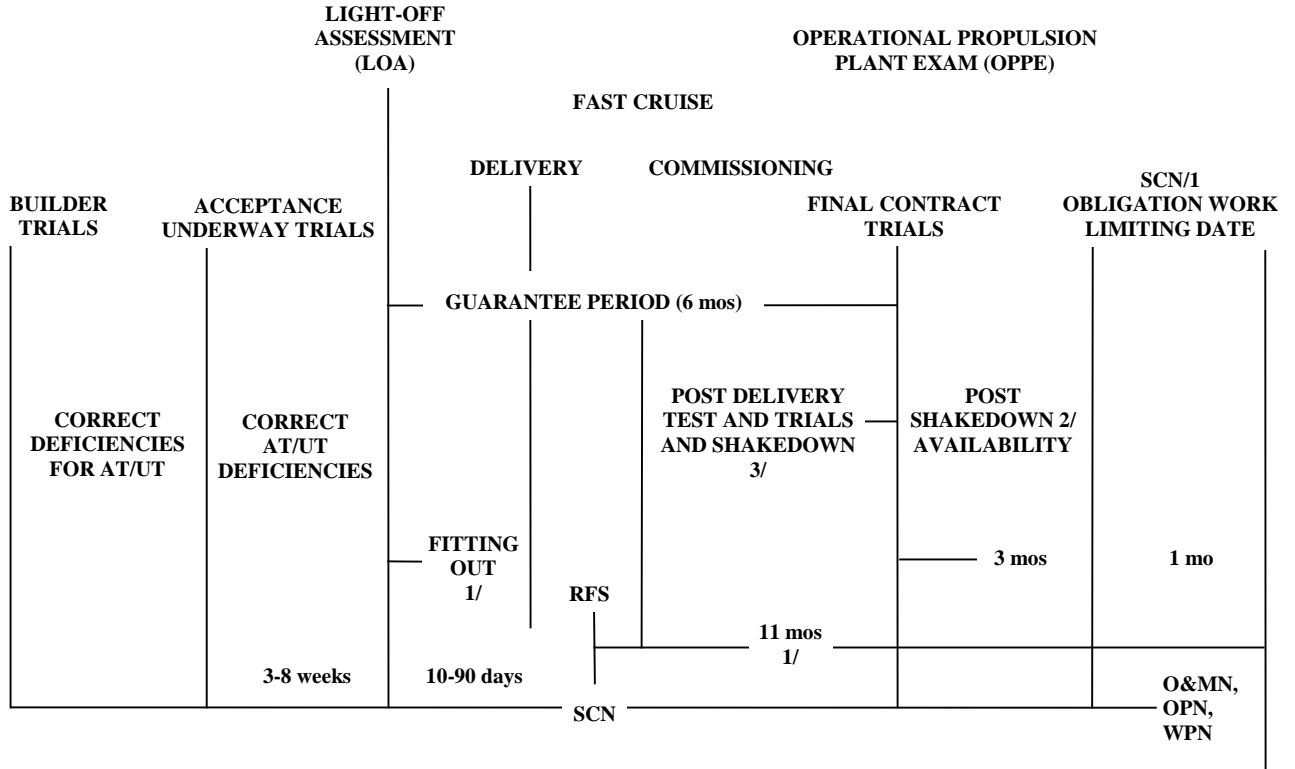 LIGHT-OFF
ASSESSMENT
(LOA)
OPERATIONAL PROPULSION
PLANT EXAM (OPPE)
FAST CRUISE
DELIVERY
COMMISSIONING
BUILDER
TRIALS
ACCEPTANCE
UNDERWAY TRIALS
FINAL CONTRACT
TRIALS
SCN/1
OBLIGATION WORK
LIMITING DATE
GUARANTEE PERIOD (6 mos)
CORRECT
DEFICIENCIES
FOR AT/UT
CORRECT
AT/UT
DEFICIENCIES
POST DELIVERY
TEST AND TRIALS
AND SHAKEDOWN
3/
POST
SHAKEDOWN 2/
AVAILABILITY
FITTING
OUT
1/
3 mos
1 mo
RFS
11 mos
1/
3-8 weeks
10-90 days
SCN
O&MN,
OPN,
WPN